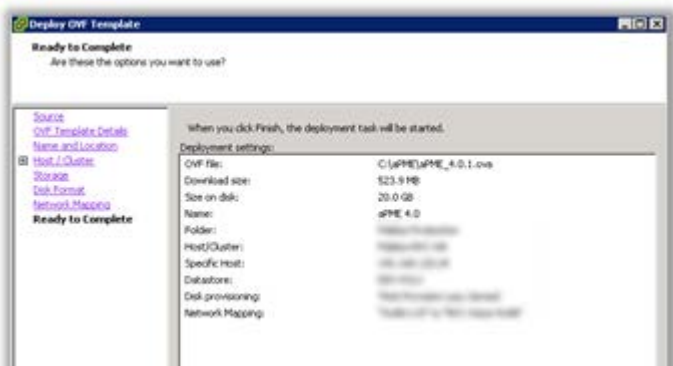 Deploy OVF Template
Ready to Complete
Are these the options you want to use?
Source
OVF Template Details
Name and Location
Host / Cluster
Storage
Disk Format
Network Mapping
Ready to Complete
When you click Finish, the deployment task will be started.
Deployment settings:
OVF file: C:\aPME\aPME_4.0.1.ova
Download size: 523.9 MB
Size on disk: 20.0 GB
Name: aPME 4.0
Folder:
Host/Cluster:
Specific Host:
Datastore:
Disk provisioning:
Network Mapping: